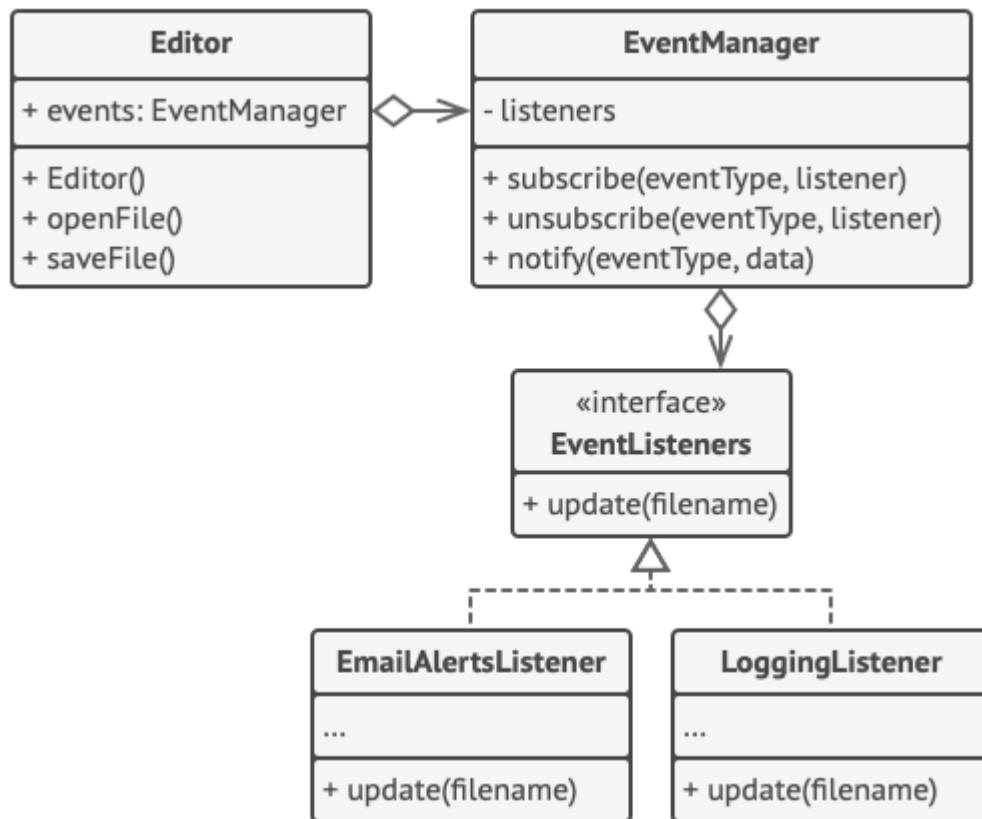 Editor
+ events: EventManager
+ Editor()
+ openFile()
+ saveFile()
EventManager
- listeners
+ subscribe(eventType, listener)
+ unsubscribe(eventType, listener)
+ notify(eventType, data)
«interface»
EventListeners
+ update(filename)
EmailAlertsListener
...
+ update(filename)
LoggingListener
...
+ update(filename)